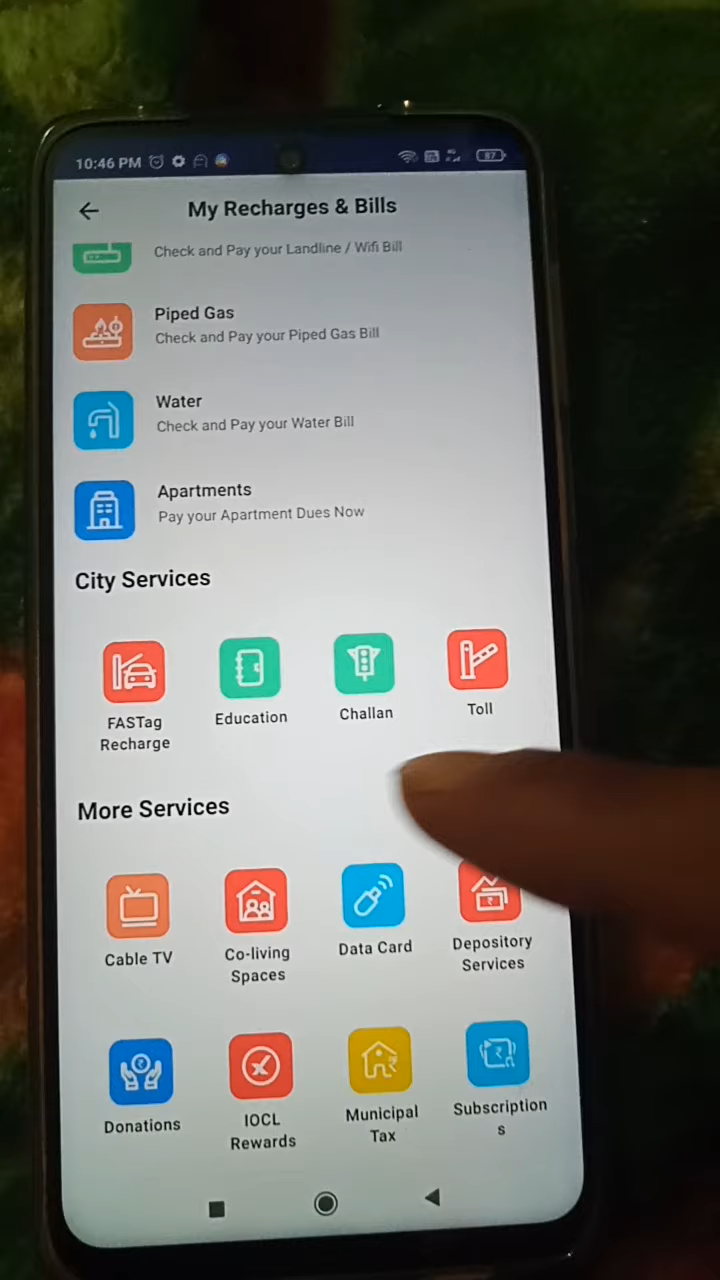 10:46 PM
87
My Recharges & Bills
Check and Pay your Landline / Wifi Bill
Piped Gas
Check and Pay your Piped Gas Bill
Water
Check and Pay your Water Bill
Apartments
Pay your Apartment Dues Now
City Services
FASTag
Recharge
Education
Challan
Toll
More Services
Cable TV
Co-living
Spaces
Data Card
Depository
Services
Donations
IOCL
Rewards
Municipal
Tax
Subscription
s